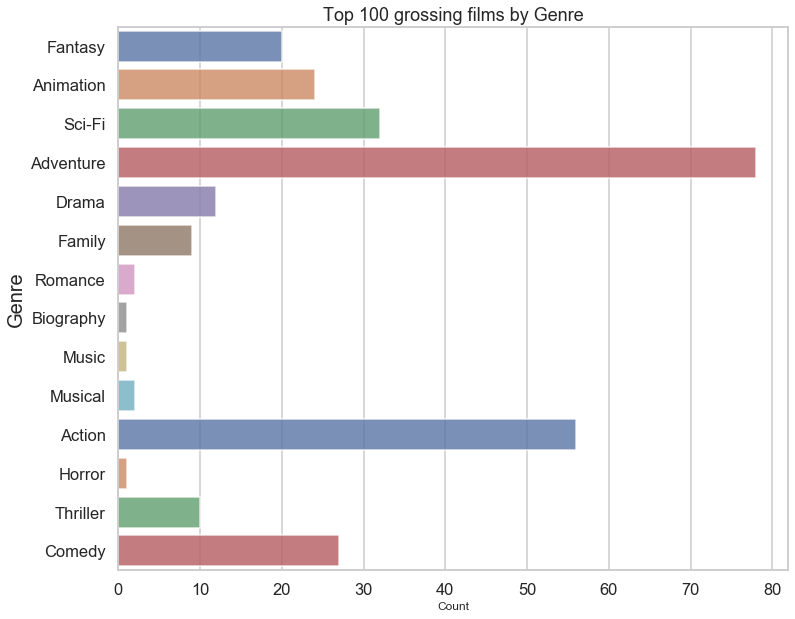 Top 100 grossing films by Genre
Genre
Fantasy
Animation
Sci-Fi
Adventure
Drama
Family
Romance
Biography
Music
Musical
Action
Horror
Thriller
Comedy
0 10 20 30 40 50 60 70 80
Count